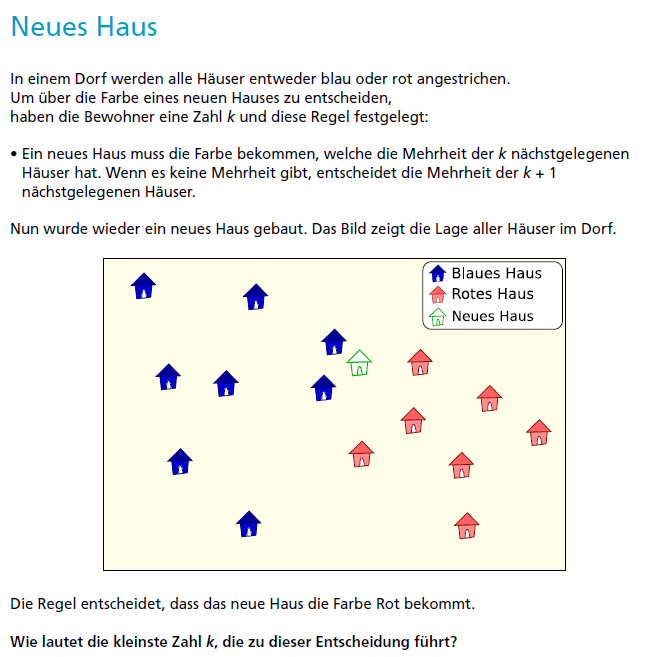 Neues Haus
In einem Dorf werden alle Häuser entweder blau oder rot angestrichen.
Um über die Farbe eines neuen Hauses zu entscheiden,
haben die Bewohner eine Zahl k und diese Regel festgelegt:
• Ein neues Haus muss die Farbe bekommen, welche die Mehrheit der k nächstgelegenen
Häuser hat. Wenn es keine Mehrheit gibt, entscheidet die Mehrheit der k + 1
nächstgelegenen Häuser.
Nun wurde wieder ein neues Haus gebaut. Das Bild zeigt die Lage aller Häuser im Dorf.
Blaues Haus
Rotes Haus
Neues Haus
Die Regel entscheidet, dass das neue Haus die Farbe Rot bekommt.
Wie lautet die kleinste Zahl k, die zu dieser Entscheidung führt?